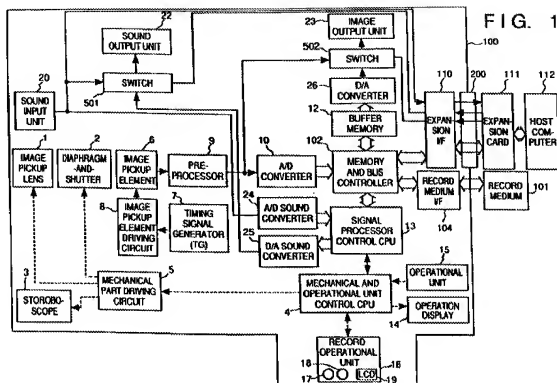 FIG. 1
22
SOUND
OUTPUT UNIT
23
IMAGE
OUTPUT UNIT
100
502
20
SWITCH
501
SWITCH
110
200
111
112
SOUND
INPUT
UNIT
26
D/A
CONVERTER
12
BUFFER
MEMORY
EXPANSION
I/F
EXPAN-
SION
CARD
HOST
COM-
PUTER
1
2
6
9
10
102
IMAGE
PICKUP
LENS
DIAPHRAGM
-AND-
SHUTTER
IMAGE
PICKUP
ELEMENT
PRE-
PROCESSOR
A/D
CONVERTER
MEMORY
AND BUS
CONTROLLER
RECORD
MEDIUM
I/F
RECORD
MEDIUM
101
104
24
A/D SOUND
CONVERTER
8
IMAGE
PICKUP
ELEMENT
DRIVING
CIRCUIT
7
TIMING
SIGNAL
GENERATOR
(TG)
25
D/A SOUND
CONVERTER
SIGNAL
PROCESSOR
CONTROL CPU
13
15
OPERATIONAL
UNIT
3
STOROBO-
SCOPE
5
MECHANICAL
PART DRIVING
CIRCUIT
4
MECHANICAL AND
OPERATIONAL UNIT
CONTROL CPU
OPERATION
DISPLAY
14
RECORD
OPERATIONAL
UNIT
16
18
17
LCD
19